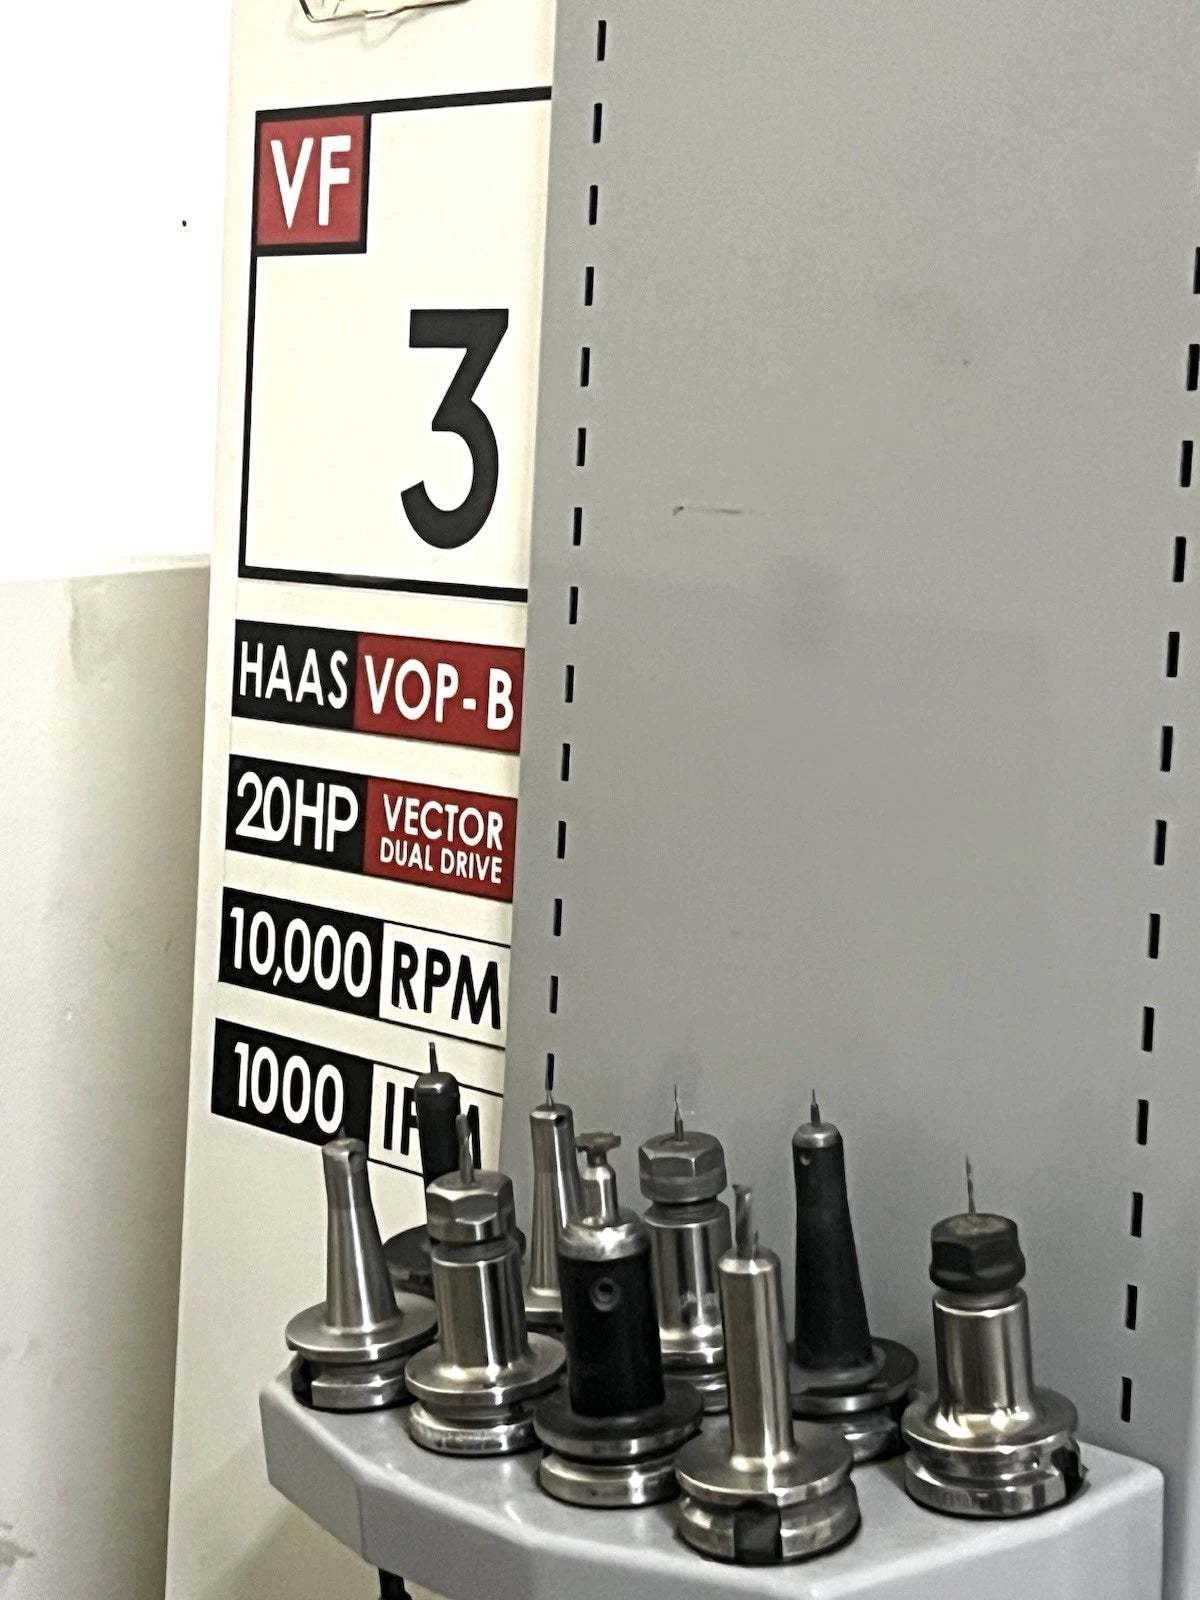 VF
3
HAAS VOP-B
20HP VECTOR
DUAL DRIVE
10,000 RPM
1000